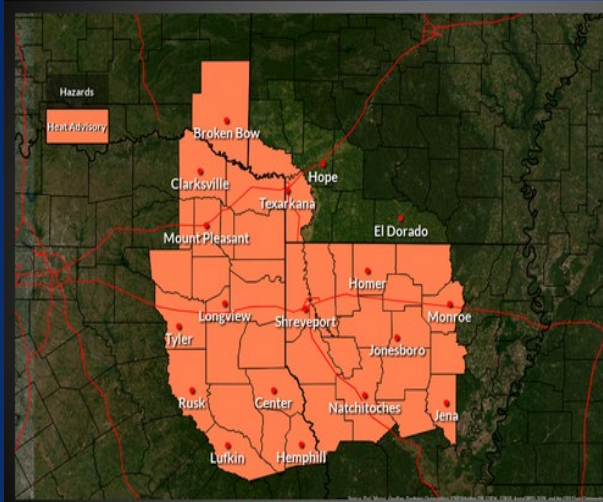 Hazards
Heat Advisory
Broken Bow
Hope
Clarksville
Texarkana
El Dorado
Mount Pleasant
Homer
Longview
Shreveport
Monroe
Tyler
Jonesboro
Rusk
Center
Natchitoches
Jena
Lufkin
Hemphill